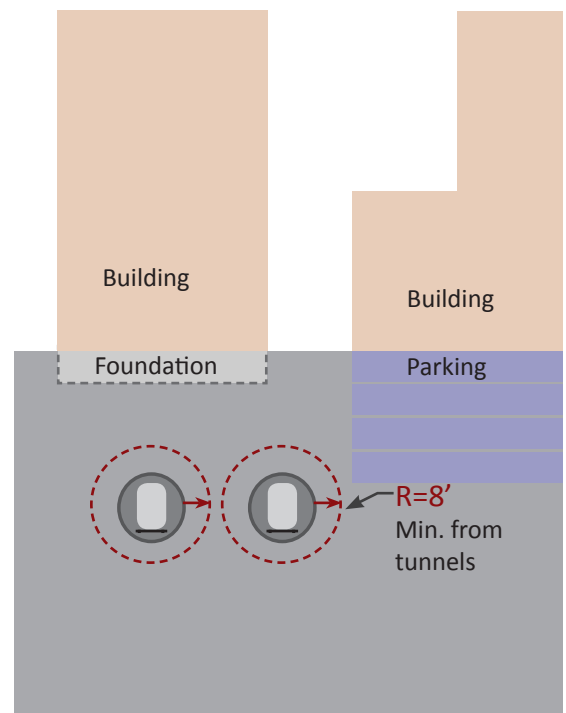 Building
Building
Foundation
Parking
R=8’
Min. from
tunnels